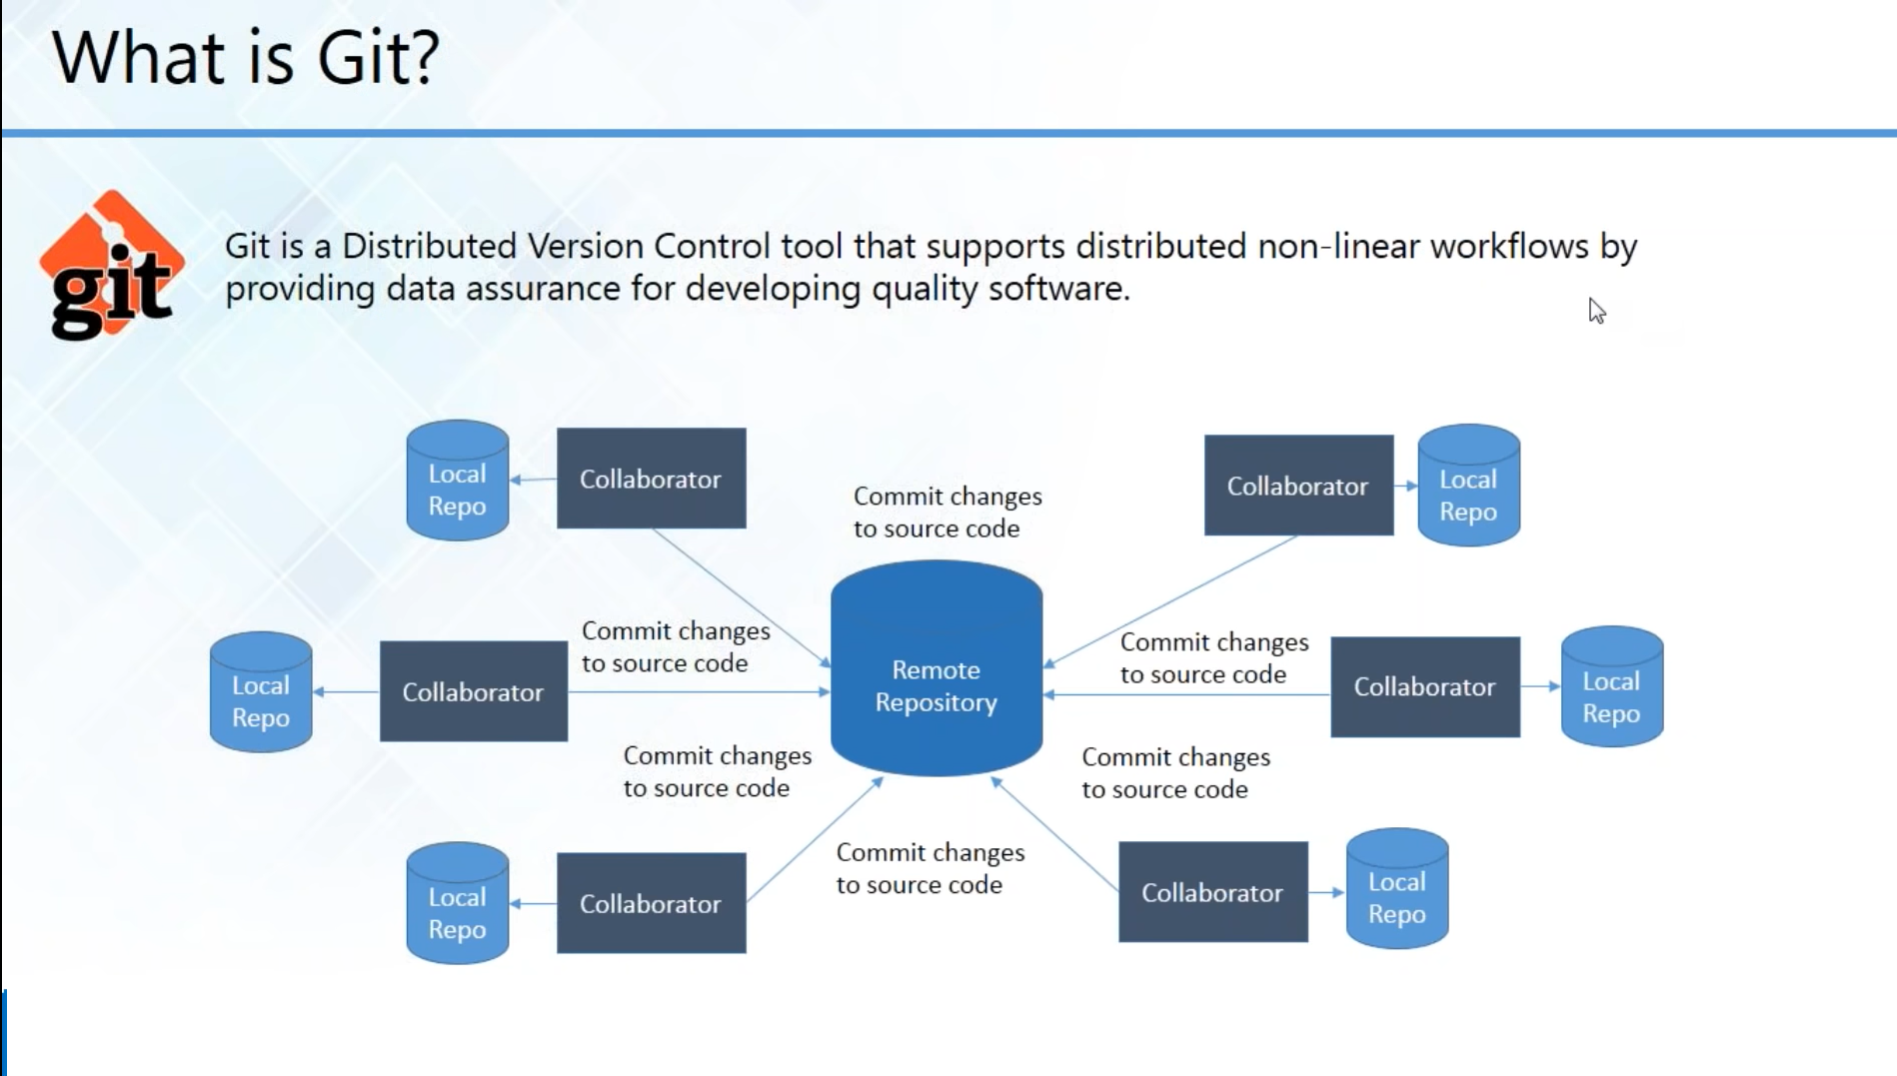 What is Git?
git
Git is a Distributed Version Control tool that supports distributed non-linear workflows by
providing data assurance for developing quality software.
Local
Repo
Collaborator
Commit changes
to source code
Collaborator
Local
Repo
Local
Repo
Collaborator
Commit changes
to source code
Remote
Repository
Commit changes
to source code
Collaborator
Local
Repo
Commit changes
to source code
Commit changes
to source code
Local
Repo
Collaborator
Commit changes
to source code
Collaborator
Local
Repo